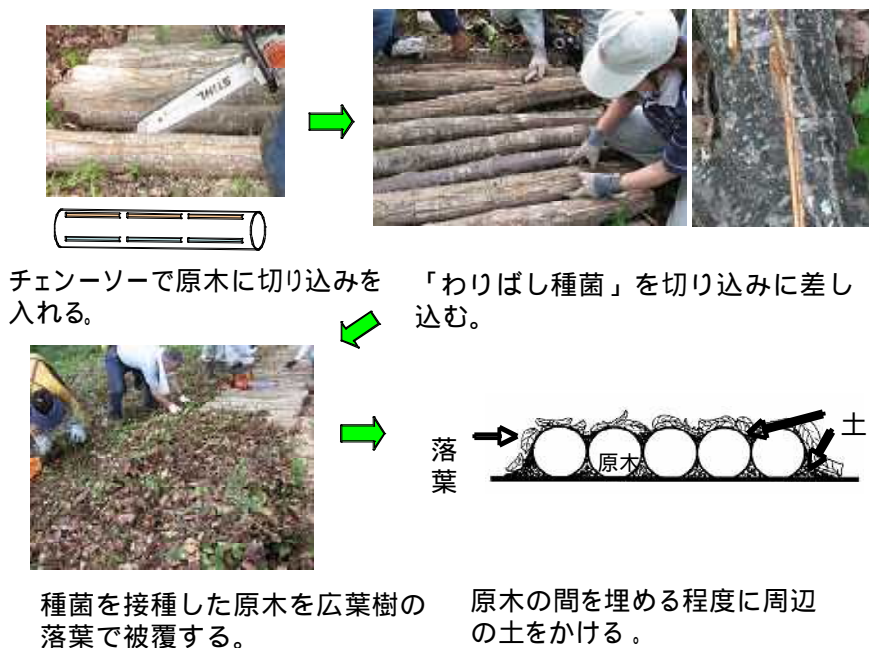 STIHL
チェンーソーで原木に切り込みを
入れる。
「わりばし種菌」を切り込みに差し
込む。
落葉
原木
土
種菌を接種した原木を広葉樹の
落葉で被覆する。
原木の間を埋める程度に周辺
の土をかける。